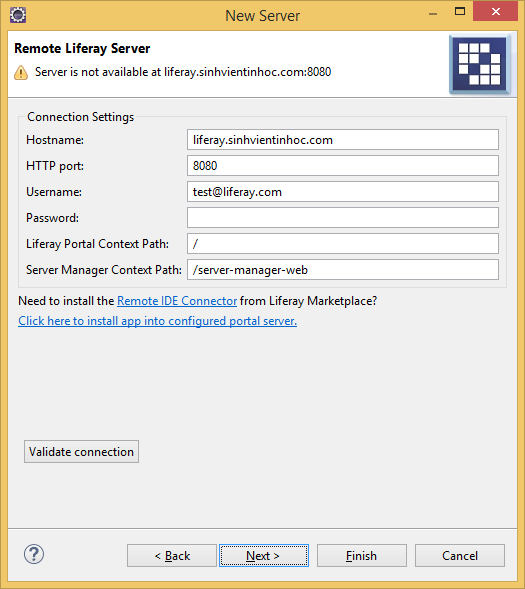 New Server
Remote Liferay Server
Server is not available at liferay.sinhvientinhoc.com:8080
Connection Settings
Hostname: liferay.sinhvientinhoc.com
HTTP port: 8080
Username: test@liferay.com
Password:
Liferay Portal Context Path: /
Server Manager Context Path: /server-manager-web
Need to install the Remote IDE Connector from Liferay Marketplace?
Click here to install app into configured portal server.
Validate connection
? < Back Next > Finish Cancel